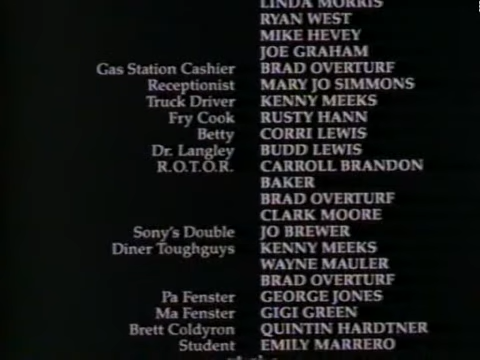 LINDA MORRIS
RYAN WEST
MIKE HEVEY
JOE GRAHAM
Gas Station Cashier BRAD OVERTURF
Receptionist MARY JO SIMMONS
Truck Driver KENNY MEEKS
Fry Cook RUSTY HANN
Betty CORRI LEWIS
Dr. Langley BUDD LEWIS
R.O.T.O.R. CARROLL BRANDON
BAKER
BRAD OVERTURF
CLARK MOORE
Sony's Double JO BREWER
Diner Toughguys KENNY MEEKS
WAYNE MAULER
BRAD OVERTURF
Pa Fenster GEORGE JONES
Ma Fenster GIGI GREEN
Brett Coldyron QUINTIN HARDTNER
Student EMILY MARRERO